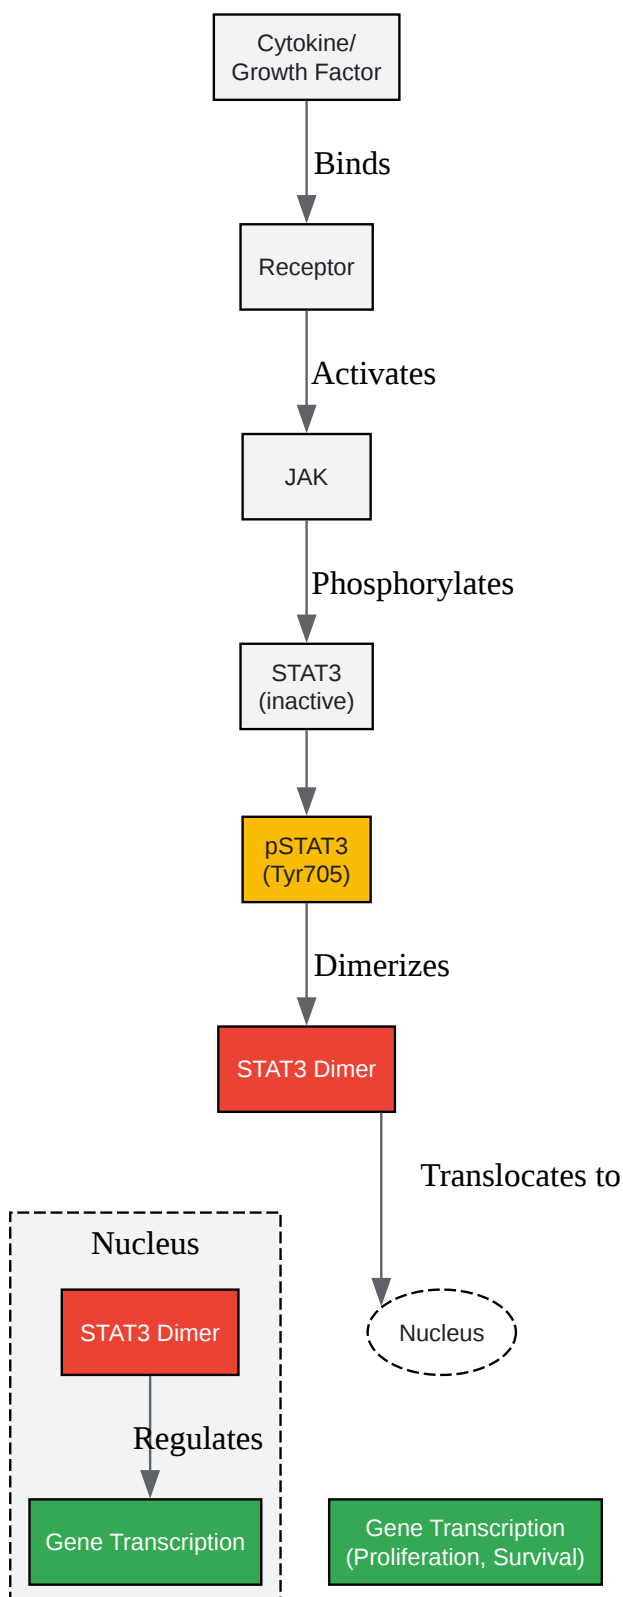 Cytokine/
Growth Factor
Binds
Receptor
Activates
JAK
Phosphorylates
STAT3
(inactive)
pSTAT3
(Tyr705)
Dimerizes
STAT3 Dimer
Translocates to
Nucleus
STAT3 Dimer
Nucleus
Regulates
Gene Transcription
Gene Transcription
(Proliferation, Survival)